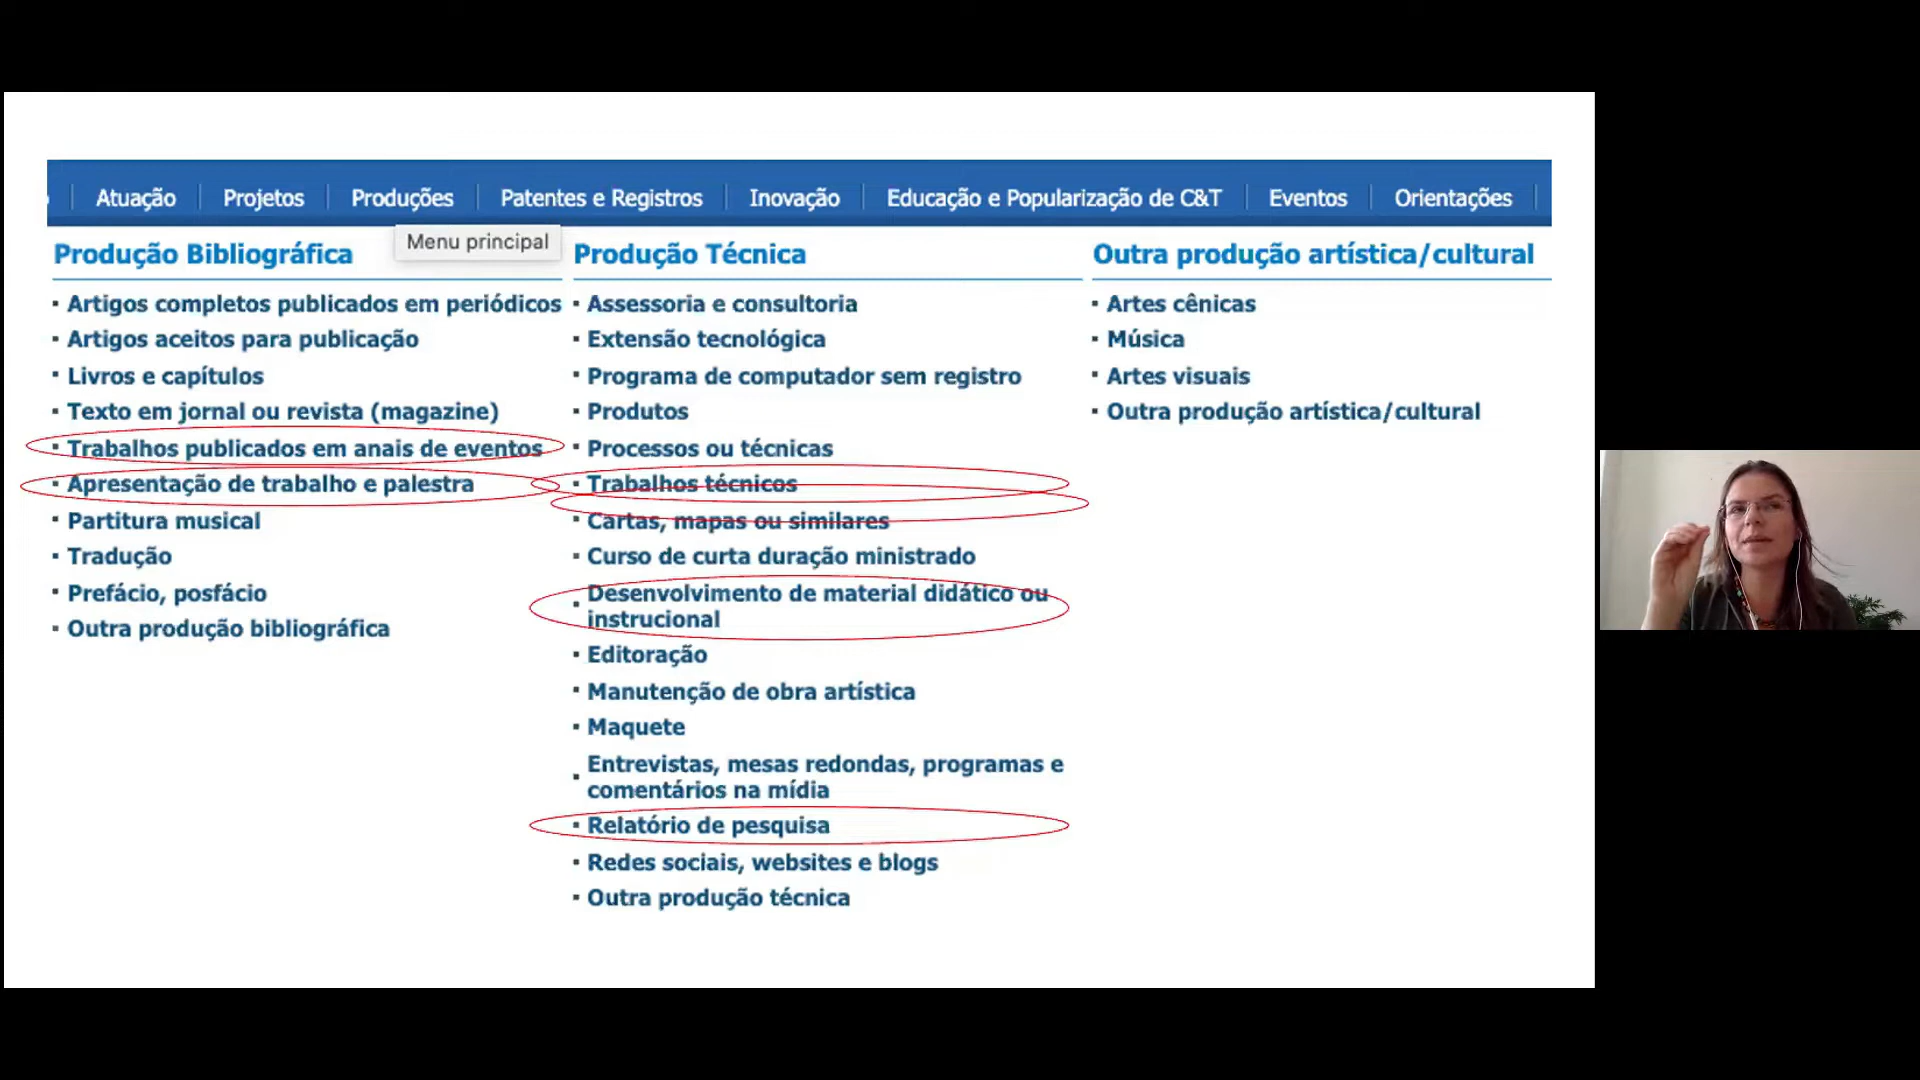 Atuação Projetos Produções Patentes e Registros Inovação Educação e Popularização de C&T Eventos Orientações
Menu principal
Produção Bibliográfica
Artigos completos publicados em periódicos
Artigos aceitos para publicação
Livros e capítulos
Texto em jornal ou revista (magazine)
Trabalhos publicados em anais de eventos
Apresentação de trabalho e palestra
Partitura musical
Tradução
Prefácio, posfácio
Outra produção bibliográfica
Produção Técnica
Assessoria e consultoria
Extensão tecnológica
Programa de computador sem registro
Produtos
Processos ou técnicas
Trabalhos técnicos
Cartas, mapas ou similares
Curso de curta duração ministrado
Desenvolvimento de material didático ou
instrucional
Editoração
Manutenção de obra artística
Maquete
Entrevistas, mesas redondas, programas e
comentários na mídia
Relatório de pesquisa
Redes sociais, websites e blogs
Outra produção técnica
Outra produção artística/cultural
Artes cênicas
Música
Artes visuais
Outra produção artística/cultural